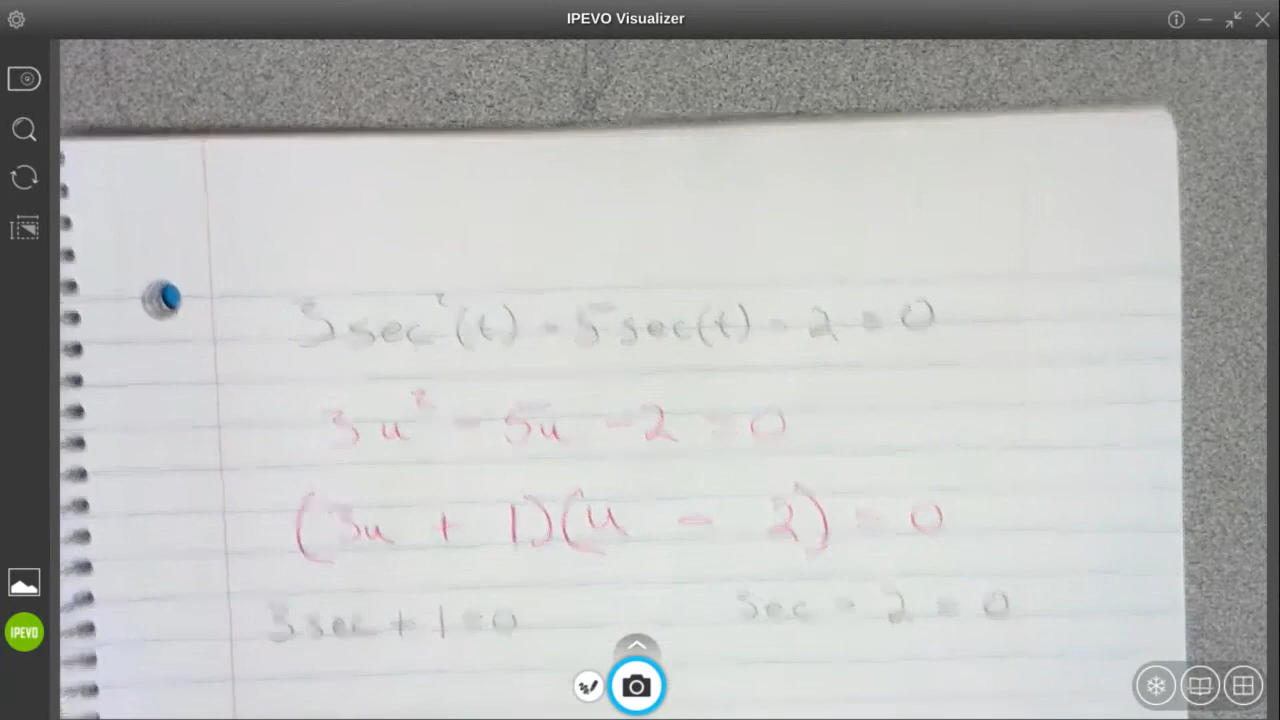 IPEVO Visualizer
3sec²(t) - 5sec(t) - 2 = 0
3u² - 5u - 2 = 0
(3u + 1)(u - 2) = 0
3sec + 1 = 0 sec - 2 = 0
IPEVO